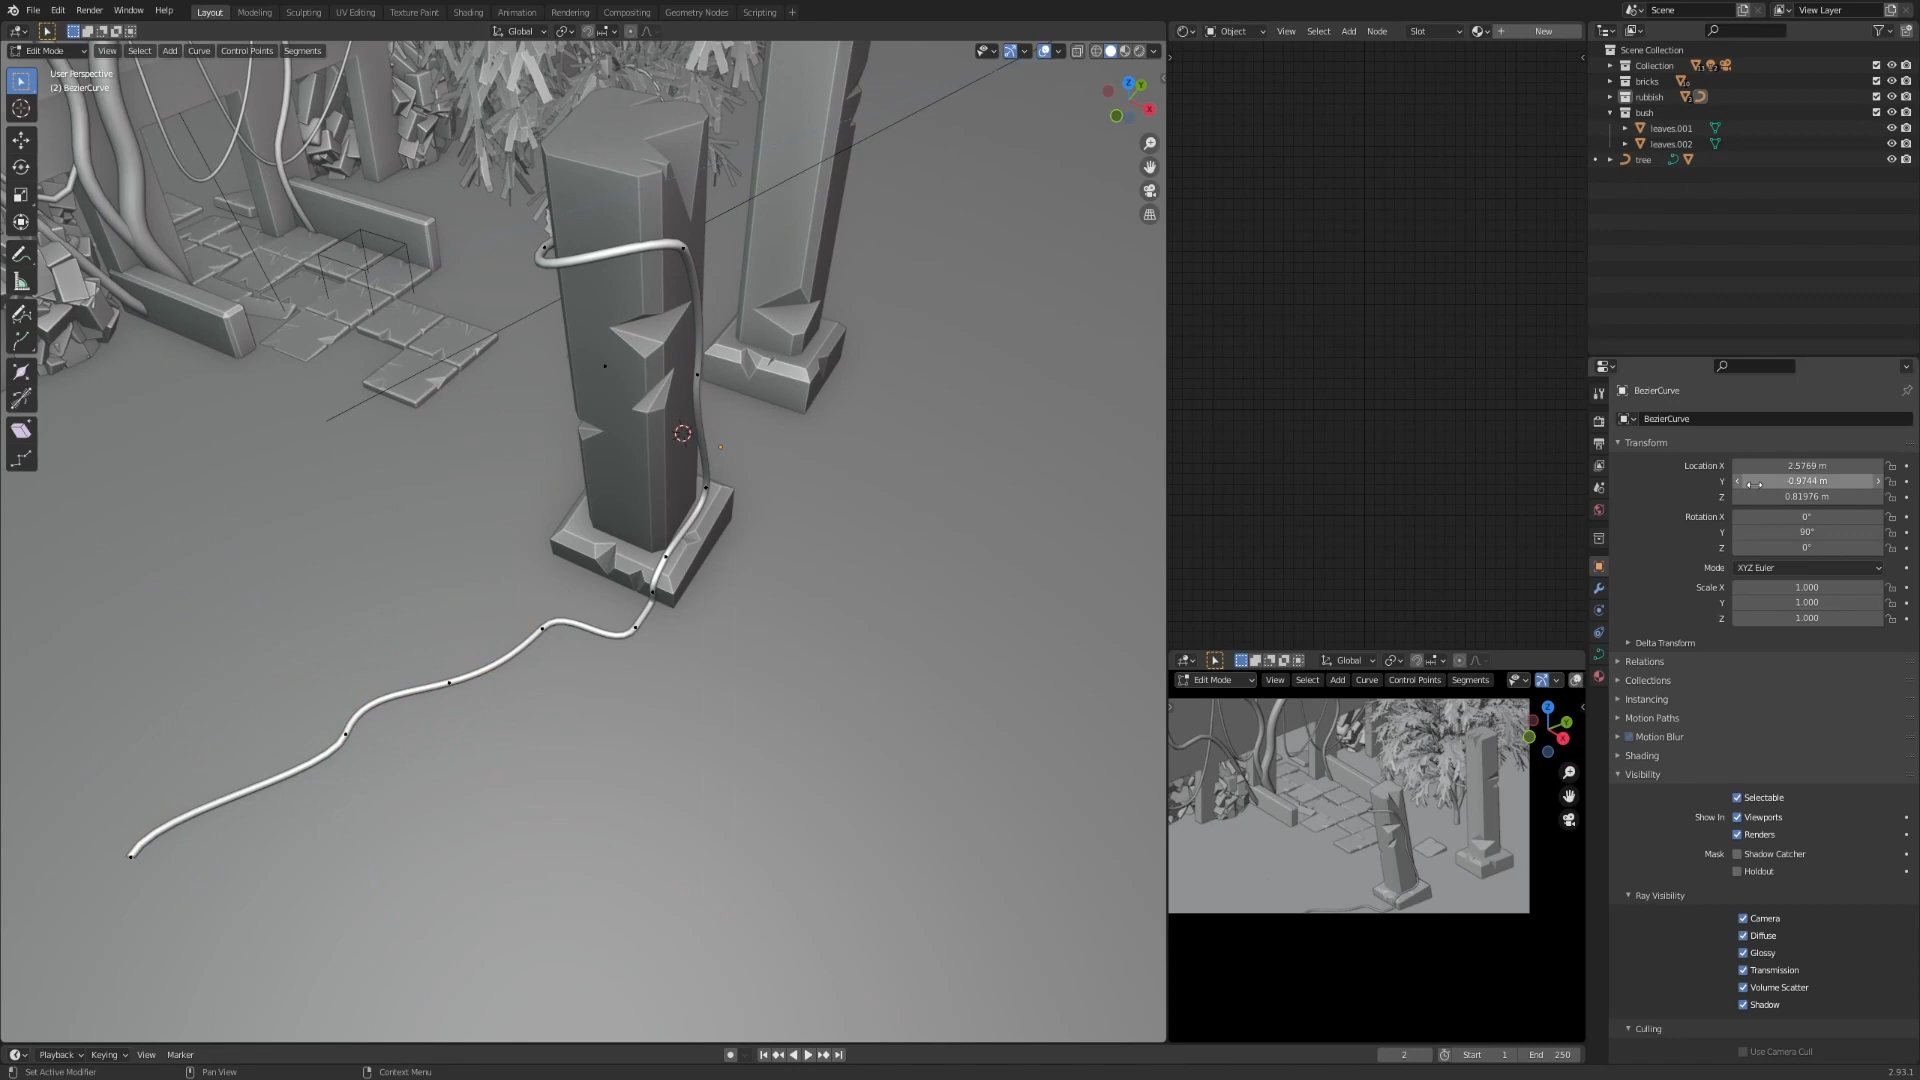 File Edit Render Window Help Layout Modeling Sculpting UV Editing Texture Paint Shading Animation Rendering Compositing Geometry Nodes Scripting + Scene View Layer
Global Object View Select Add Node Slot New
Edit Mode View Select Add Curve Control Points Segments
User Perspective
(2) BezierCurve
Z
Y
X
Scene Collection
Collection
bricks
rubbish
bush
leaves.001
leaves.002
tree
BezierCurve
BezierCurve
Transform
Location X 2.5769 m
Y -0.9744 m
Z 0.81976 m
Rotation X 0°
Y 90°
Z 0°
Mode XYZ Euler
Scale X 1.000
Y 1.000
Z 1.000
Delta Transform
Relations
Collections
Instancing
Motion Paths
Motion Blur
Shading
Visibility
Selectable
Show In Viewports
Renders
Mask Shadow Catcher
Holdout
Ray Visibility
Camera
Diffuse
Glossy
Transmission
Volume Scatter
Shadow
Culling
Use Camera Cull
Global
Edit Mode View Select Add Curve Control Points Segments
Z
Y
X
Playback Keying View Marker 2 Start 1 End 250
Set Active Modifier Pan View Context Menu 2.93.1